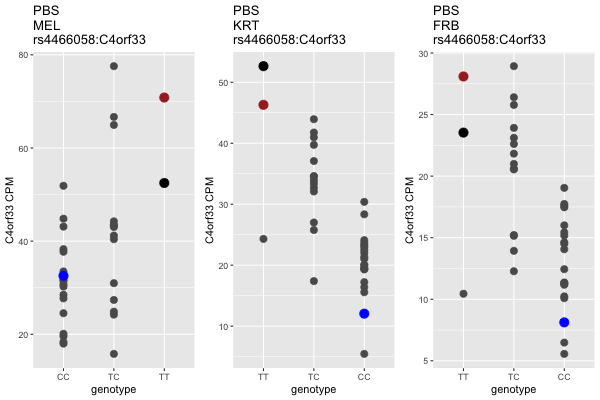 PBS
MEL
rs4466058:C4orf33
C4orf33 CPM
80
60
40
20
CC
TC
TT
genotype
PBS
KRT
rs4466058:C4orf33
C4orf33 CPM
50
40
30
20
10
TT
TC
CC
genotype
PBS
FRB
rs4466058:C4orf33
C4orf33 CPM
30
25
20
15
10
5
TT
TC
CC
genotype